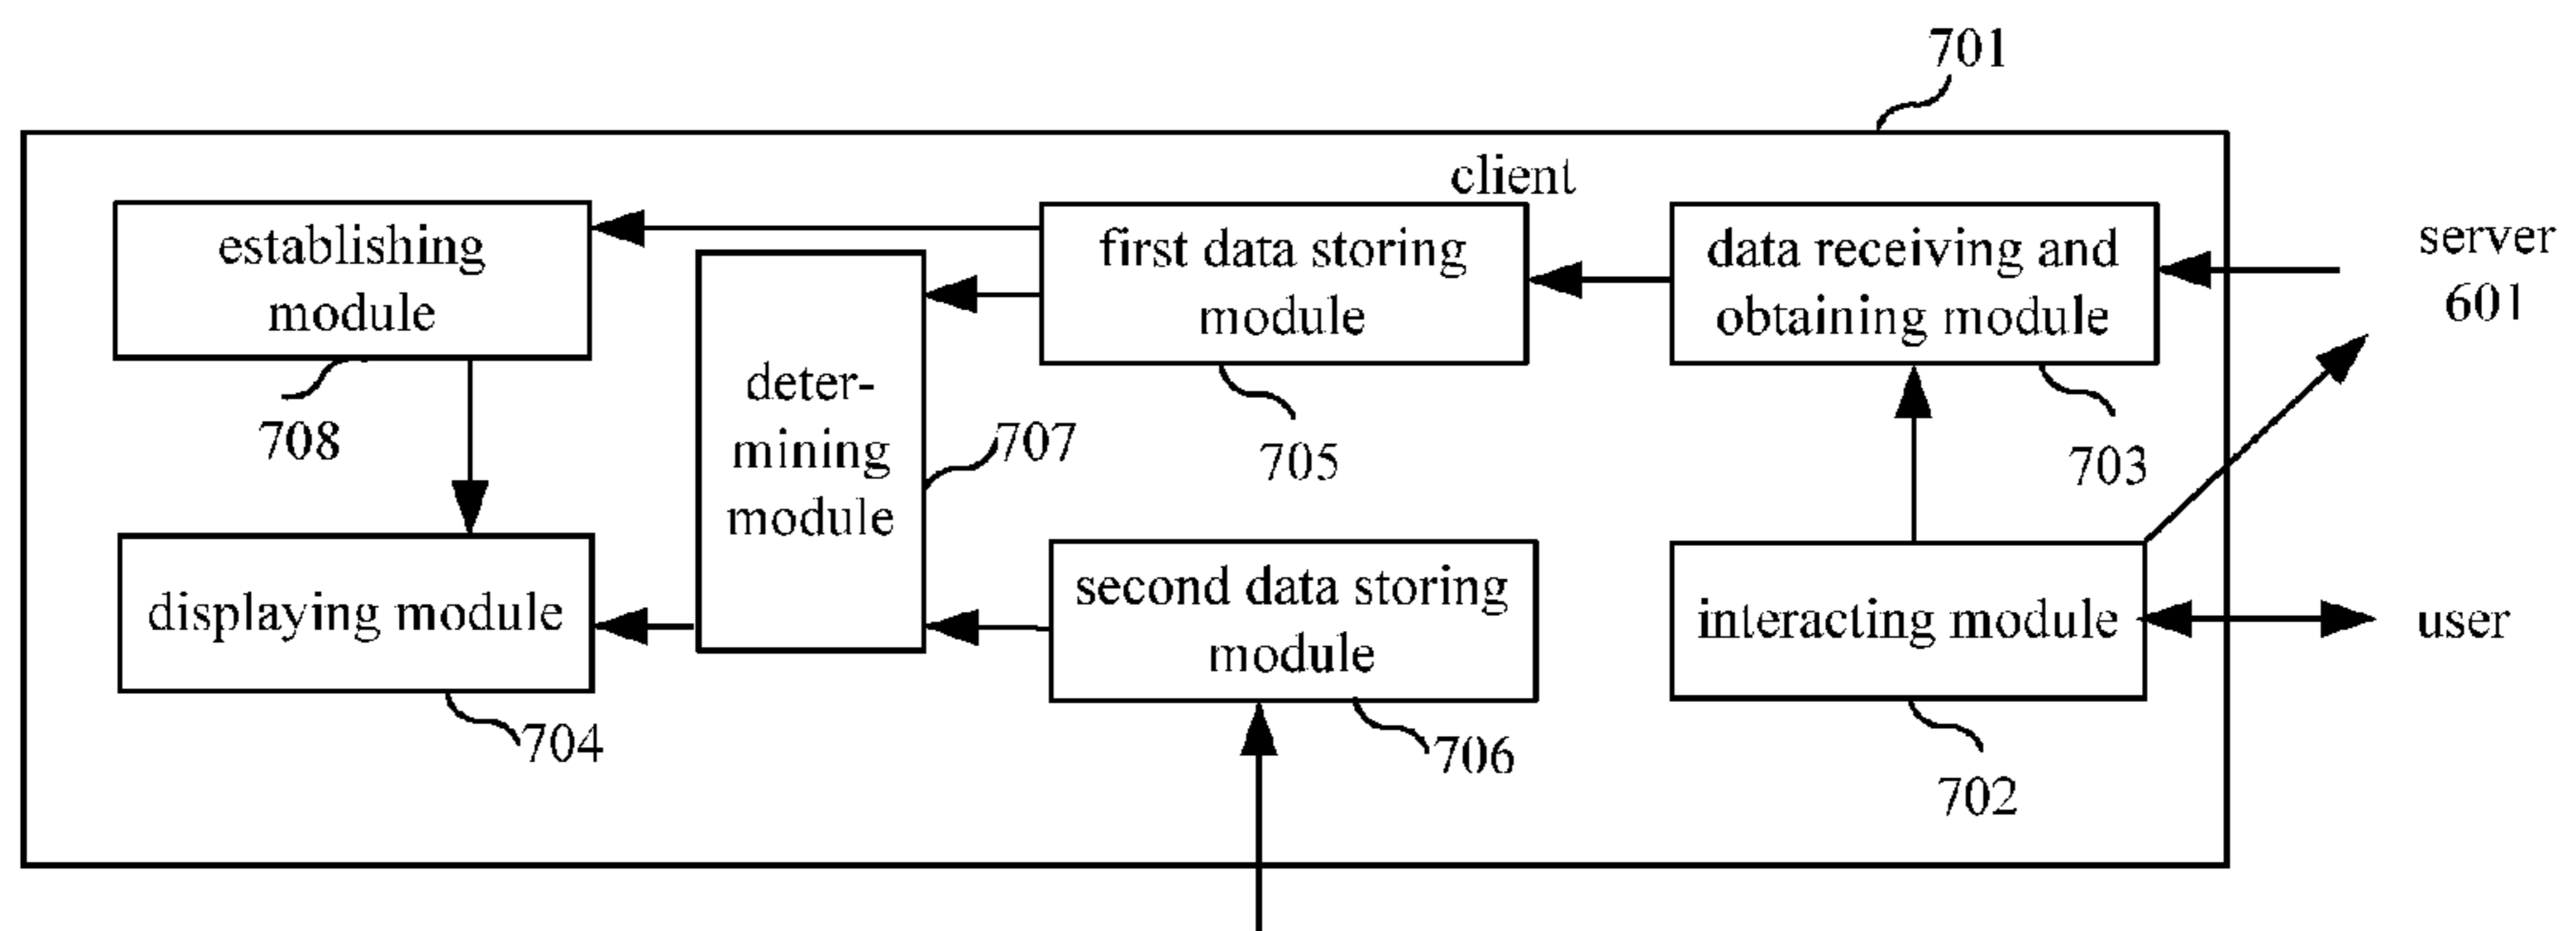 701
client
establishing
module
first data storing
module
data receiving and
obtaining module
server
601
deter-
mining
module
708
707
705
703
displaying module
second data storing
module
interacting module
user
704
706
702